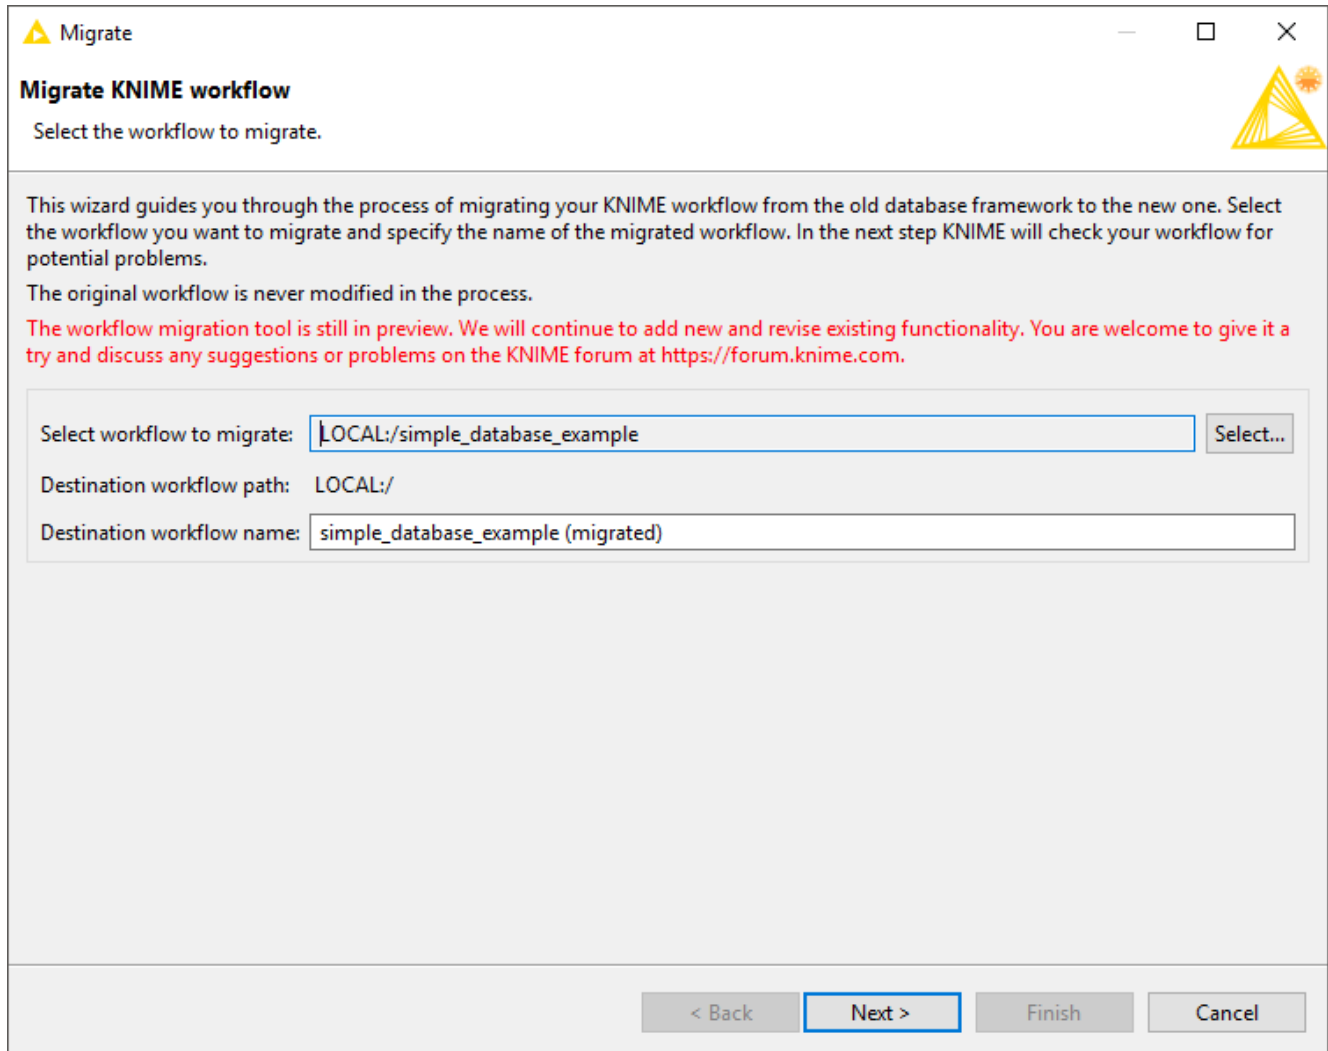 Migrate
Migrate KNIME workflow
Select the workflow to migrate.
This wizard guides you through the process of migrating your KNIME workflow from the old database framework to the new one. Select
the workflow you want to migrate and specify the name of the migrated workflow. In the next step KNIME will check your workflow for
potential problems.
The original workflow is never modified in the process.
The workflow migration tool is still in preview. We will continue to add new and revise existing functionality. You are welcome to give it a
try and discuss any suggestions or problems on the KNIME forum at https://forum.knime.com.
Select workflow to migrate: LOCAL:/simple_database_example Select...
Destination workflow path: LOCAL:/
Destination workflow name: simple_database_example (migrated)
< Back Next > Finish Cancel